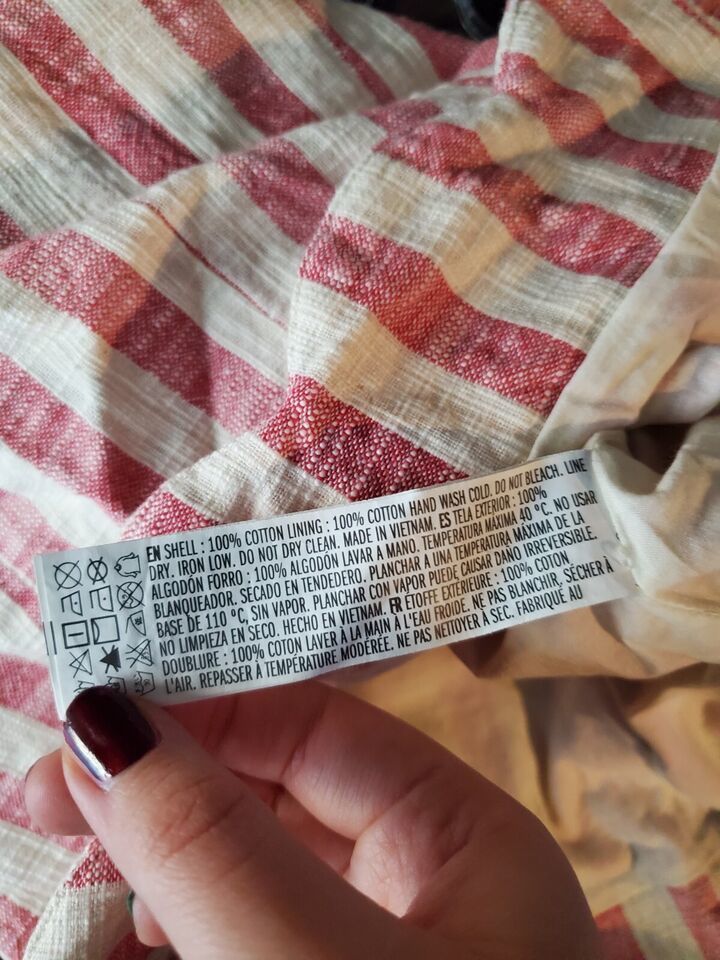 EN SHELL : 100% COTTON LINING : 100% COTTON HAND WASH COLD. DO NOT BLEACH. LINE
DRY. IRON LOW. DO NOT DRY CLEAN. MADE IN VIETNAM. ES TELA EXTERIOR : 100%
ALGODÓN FORRO : 100% ALGODÓN LAVAR A MANO. TEMPERATURA MÁXIMA 40 °C. NO USAR
BLANQUEADOR. SECADO EN TENDEDERO. PLANCHAR A UNA TEMPERATURA MÁXIMA DE LA
BASE DE 110 °C, SIN VAPOR. PLANCHAR CON VAPOR PUEDE CAUSAR DAÑO IRREVERSIBLE.
NO LIMPIEZA EN SECO. HECHO EN VIETNAM. FR ÉTOFFE EXTÉRIEURE : 100% COTON
DOUBLURE : 100% COTON LAVER À LA MAIN À L'EAU FROIDE. NE PAS BLANCHIR, SÉCHER À
L'AIR. REPASSER À TEMPÉRATURE MODÉRÉE. NE PAS NETTOYER À SEC. FABRIQUÉ AU